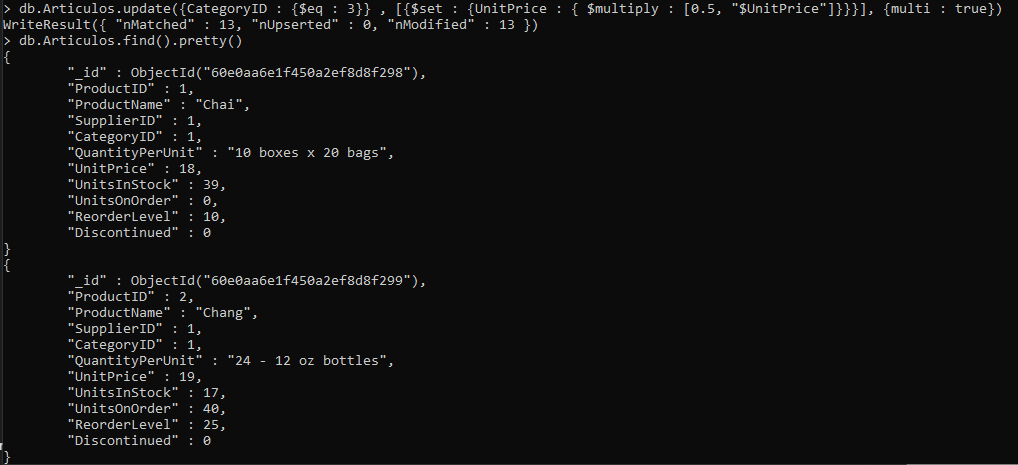 > db.Articulos.update({CategoryID : {$eq : 3}} , [{$set : {UnitPrice : { $multiply : [0.5, "$UnitPrice"]}}}], {multi : true})
WriteResult({ "nMatched" : 13, "nUpserted" : 0, "nModified" : 13 })
> db.Articulos.find().pretty()
{
        "_id" : ObjectId("60e0aa6e1f450a2ef8d8f298"),
        "ProductID" : 1,
        "ProductName" : "Chai",
        "SupplierID" : 1,
        "CategoryID" : 1,
        "QuantityPerUnit" : "10 boxes x 20 bags",
        "UnitPrice" : 18,
        "UnitsInStock" : 39,
        "UnitsOnOrder" : 0,
        "ReorderLevel" : 10,
        "Discontinued" : 0
}
{
        "_id" : ObjectId("60e0aa6e1f450a2ef8d8f299"),
        "ProductID" : 2,
        "ProductName" : "Chang",
        "SupplierID" : 1,
        "CategoryID" : 1,
        "QuantityPerUnit" : "24 - 12 oz bottles",
        "UnitPrice" : 19,
        "UnitsInStock" : 17,
        "UnitsOnOrder" : 40,
        "ReorderLevel" : 25,
        "Discontinued" : 0
}